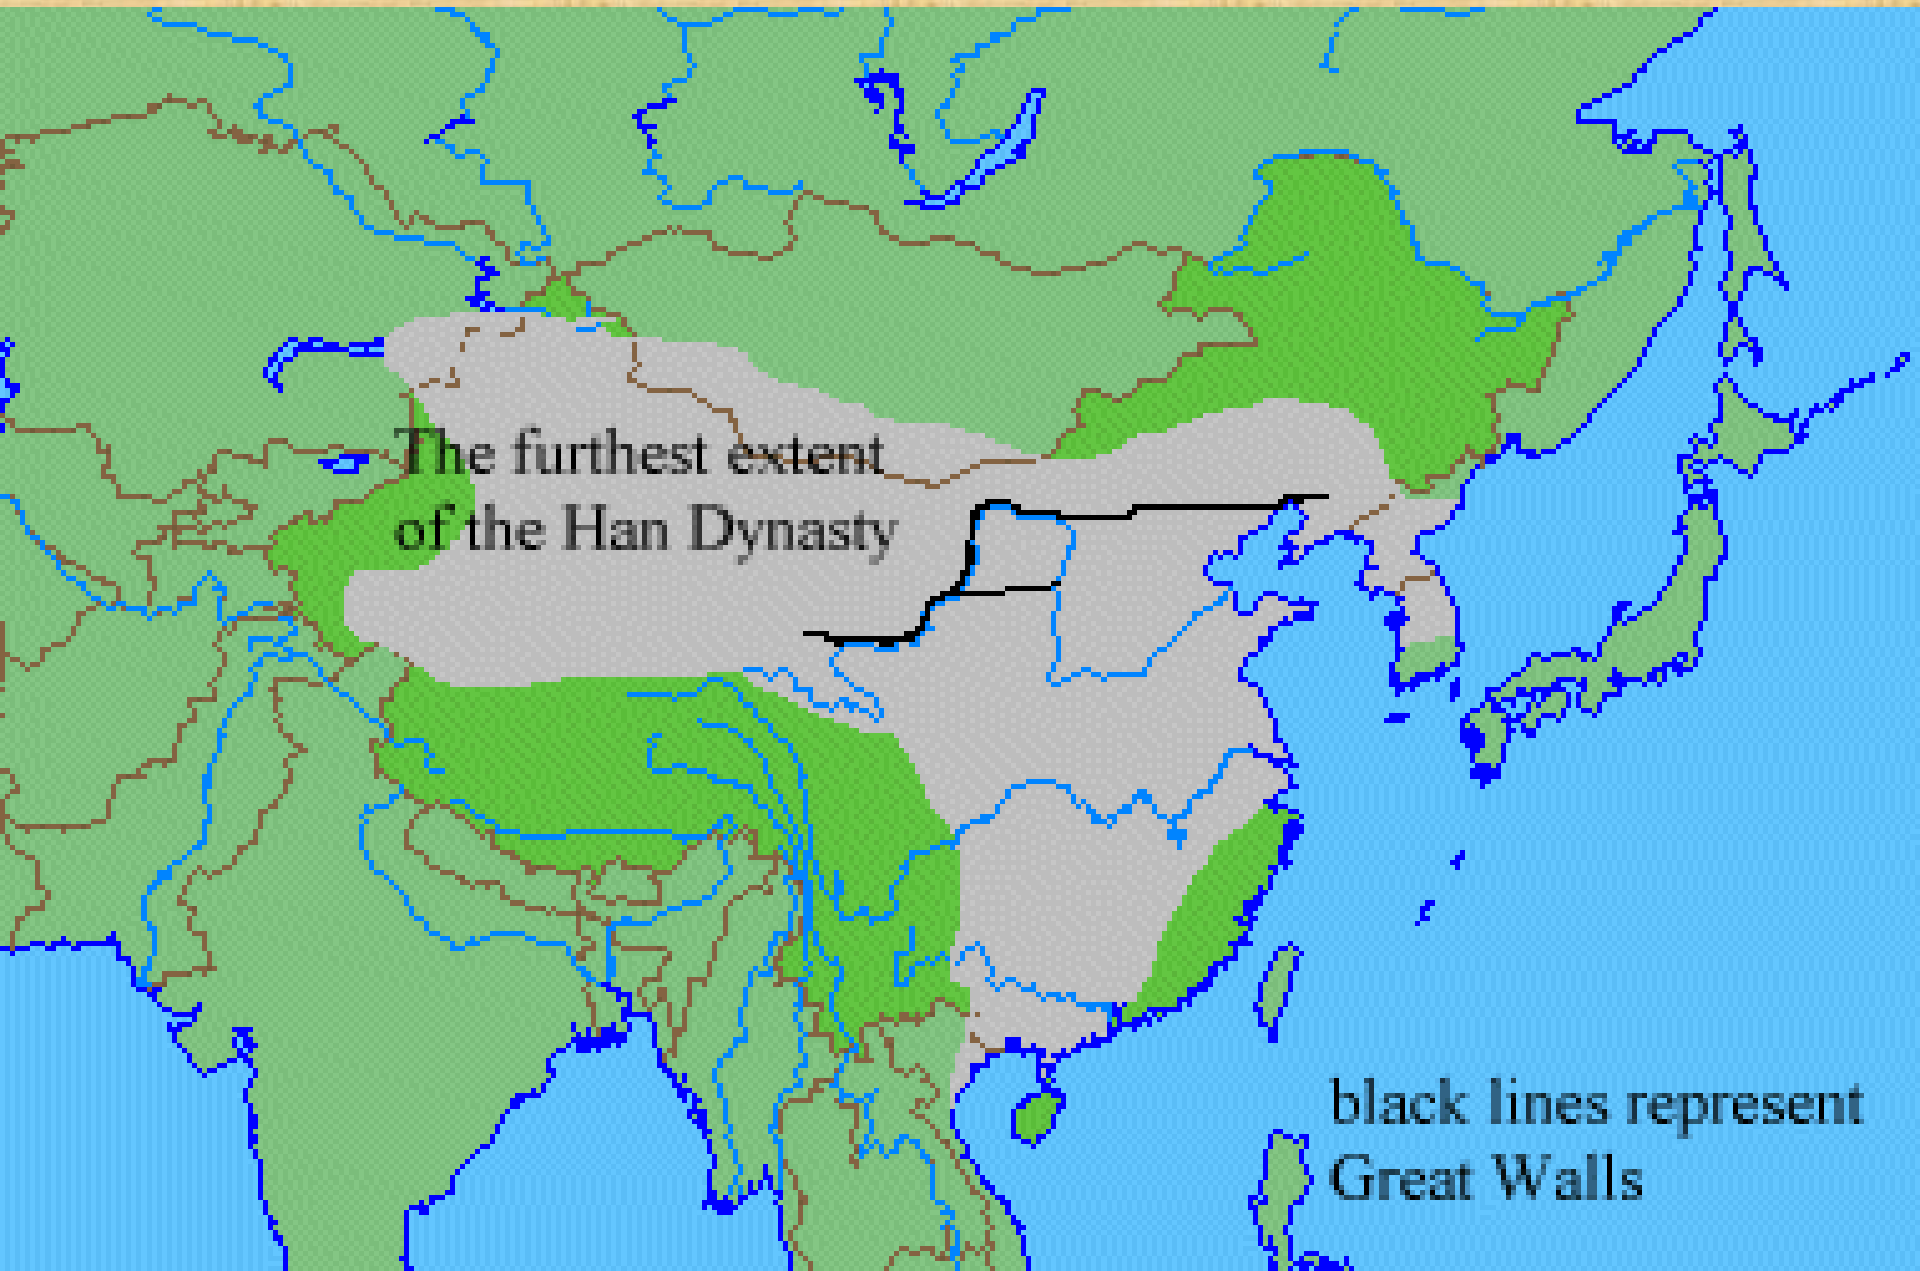 The furthest extent
of the Han Dynasty
black lines represent
Great Walls